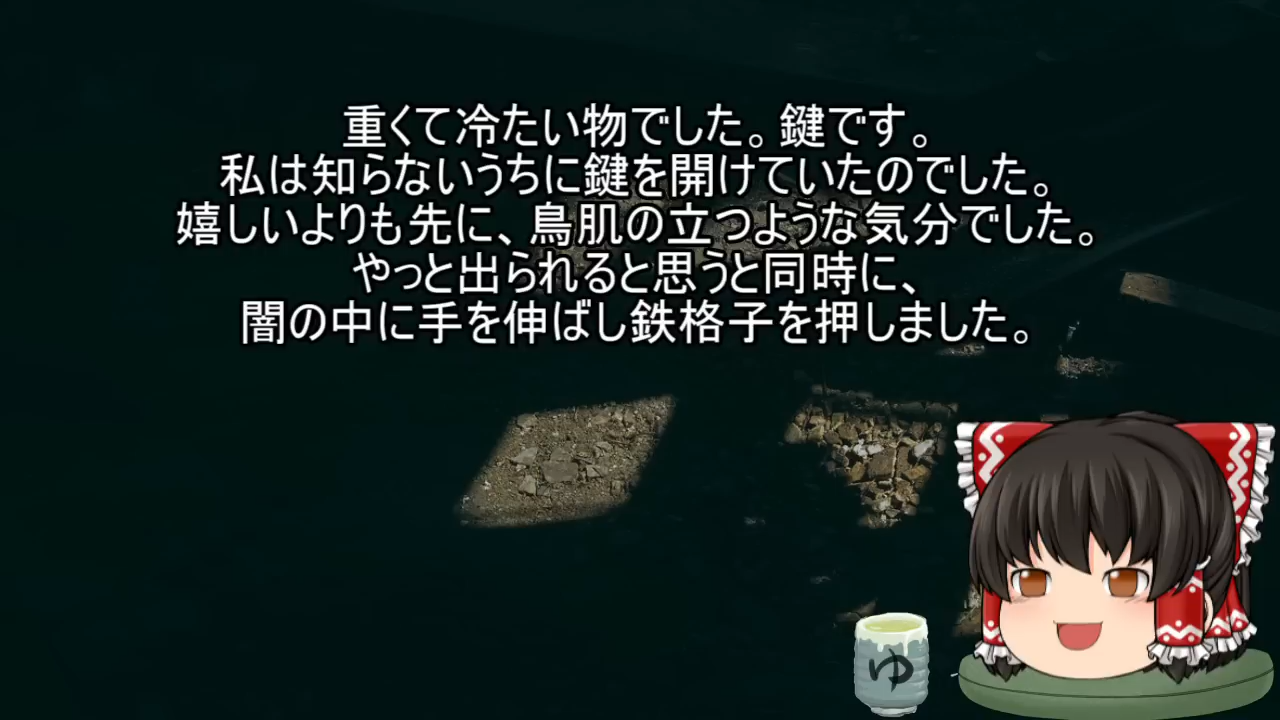 重くて冷たい物でした。鍵です。
私は知らないうちに鍵を開けていたのでした。
嬉しいよりも先に、鳥肌の立つような気分でした。
やっと出られると思うと同時に、
闇の中に手を伸ばし鉄格子を押しました。
ゆ